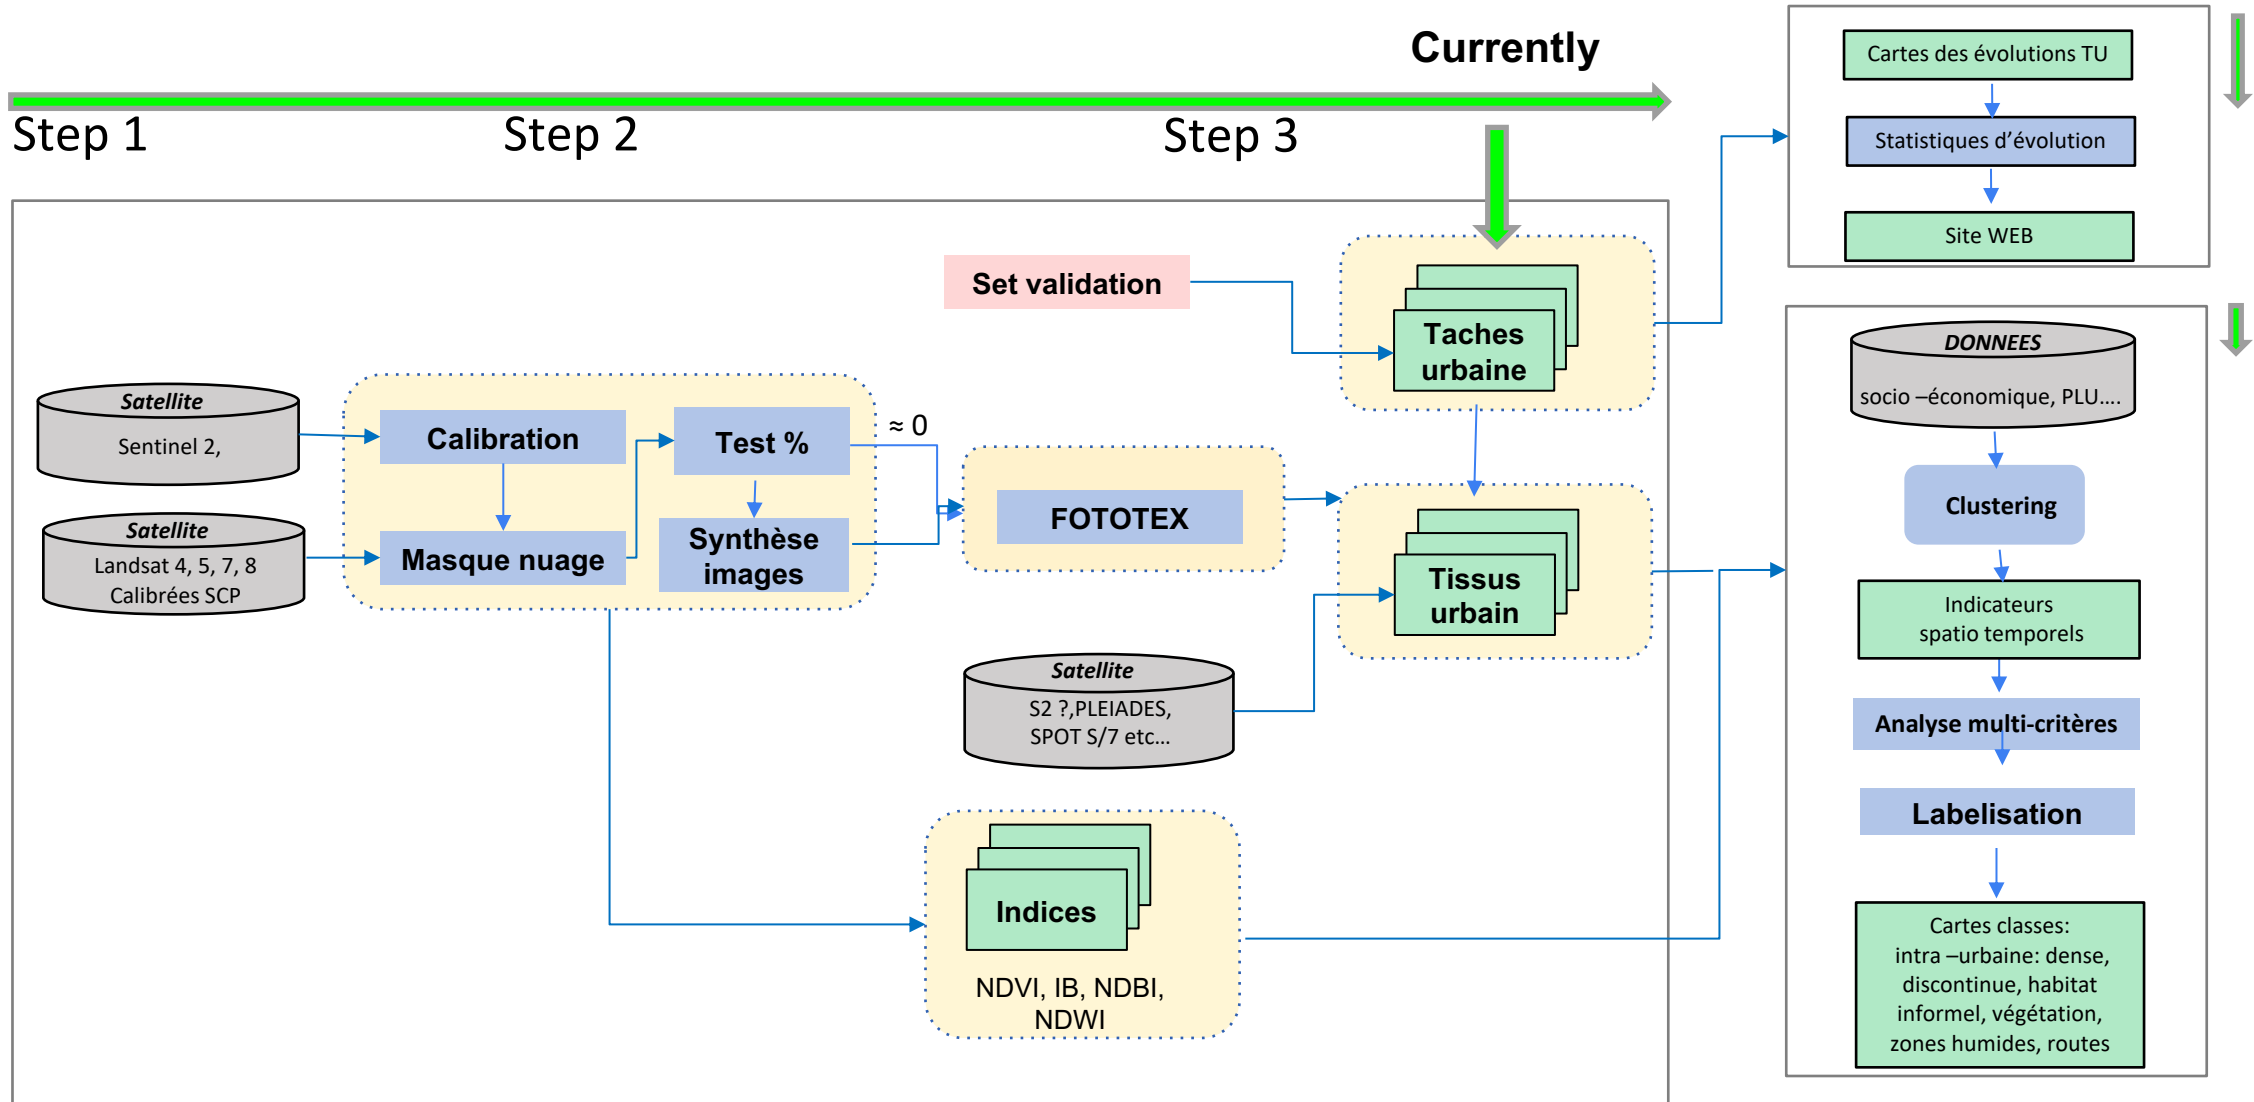 Currently
Step 1
Step 2
Step 3
Set validation
Taches
urbaine
Satellite
Sentinel 2,
Calibration
Test %
≈ 0
Satellite
Landsat 4, 5, 7, 8
Calibrées SCP
Masque nuage
Synthèse
images
FOTOTEX
Tissus
urbain
Satellite
S2 ?,PLEIADES,
SPOT S/7 etc...
Indices
NDVI, IB, NDBI,
NDWI
Cartes des évolutions TU
Statistiques d’évolution
Site WEB
DONNEES
socio –économique, PLU....
Clustering
Indicateurs
spatio temporels
Analyse multi-critères
Labelisation
Cartes classes:
intra –urbaine: dense,
discontinue, habitat
informel, végétation,
zones humides, routes